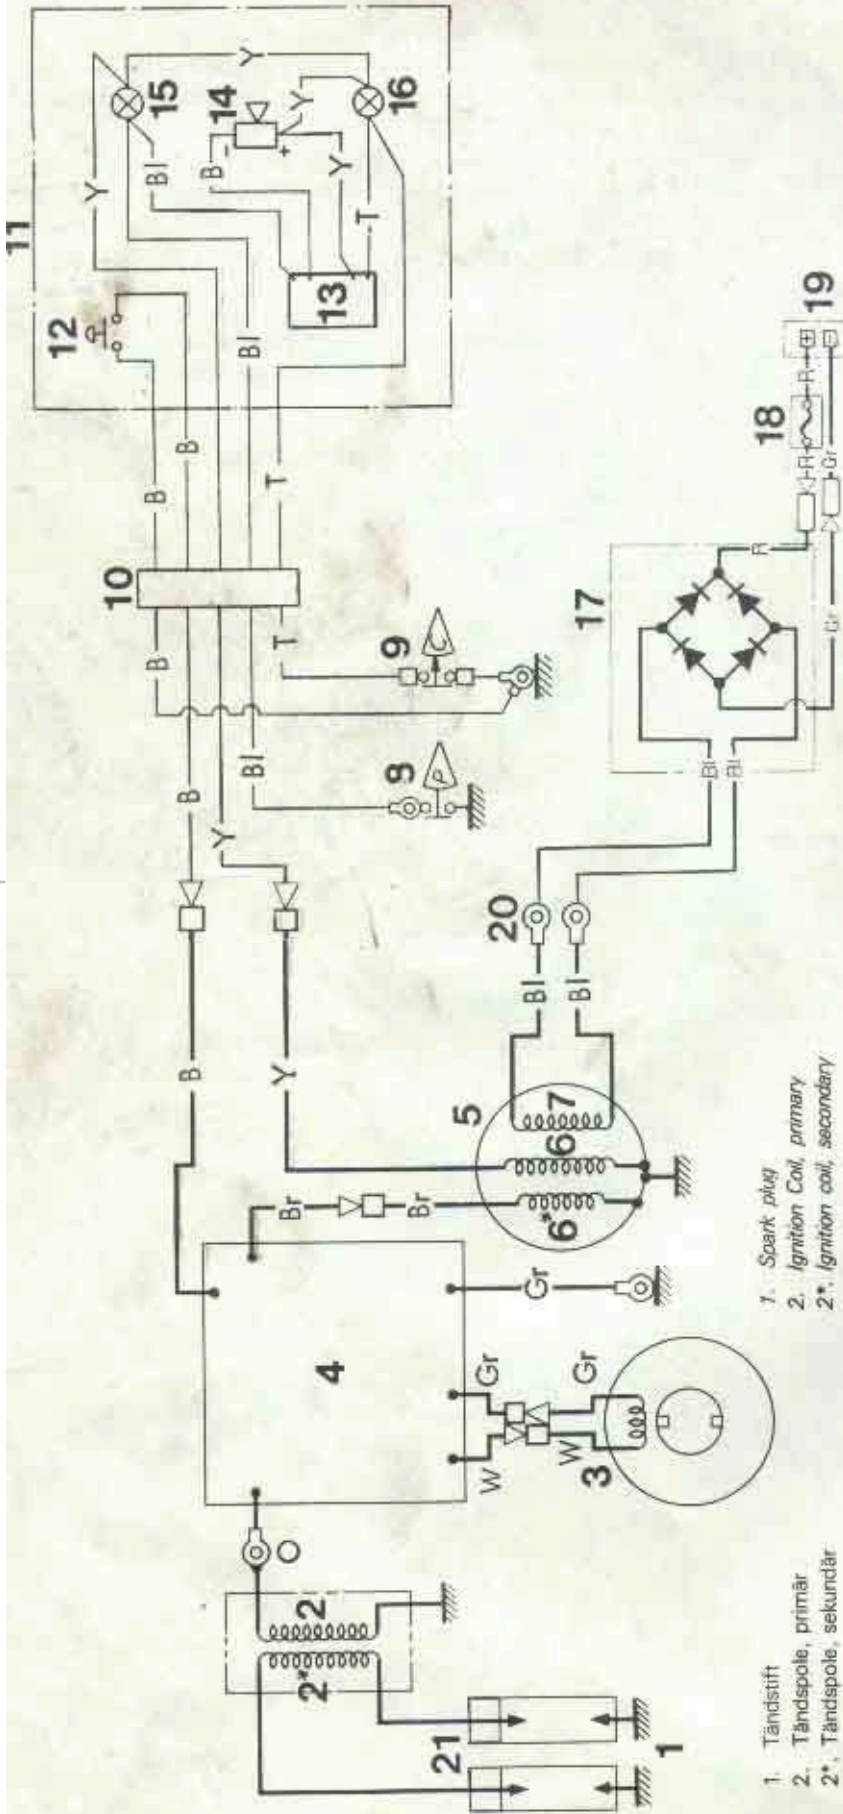 11
12
Y
15
Y
10
B
B
Bl
14
B
B
B
B
-
+
Y
Y
Y
16
Bl
Bl
13
Y
T
T
T
Br
Br
O
2
2*
4
8
9
5
6*
6
7
20
Bl
Bl
21
W
Gr
Gr
W
Gr
3
1
17
Bl
Bl
R
Gr
18
R
R
Gr
19
+
-
1. Tändstift
2. Tändspole, primär
2*. Tändspole, sekundär
1. Spark plug
2. Ignition Coil, primary
2*. Ignition coil, secondary